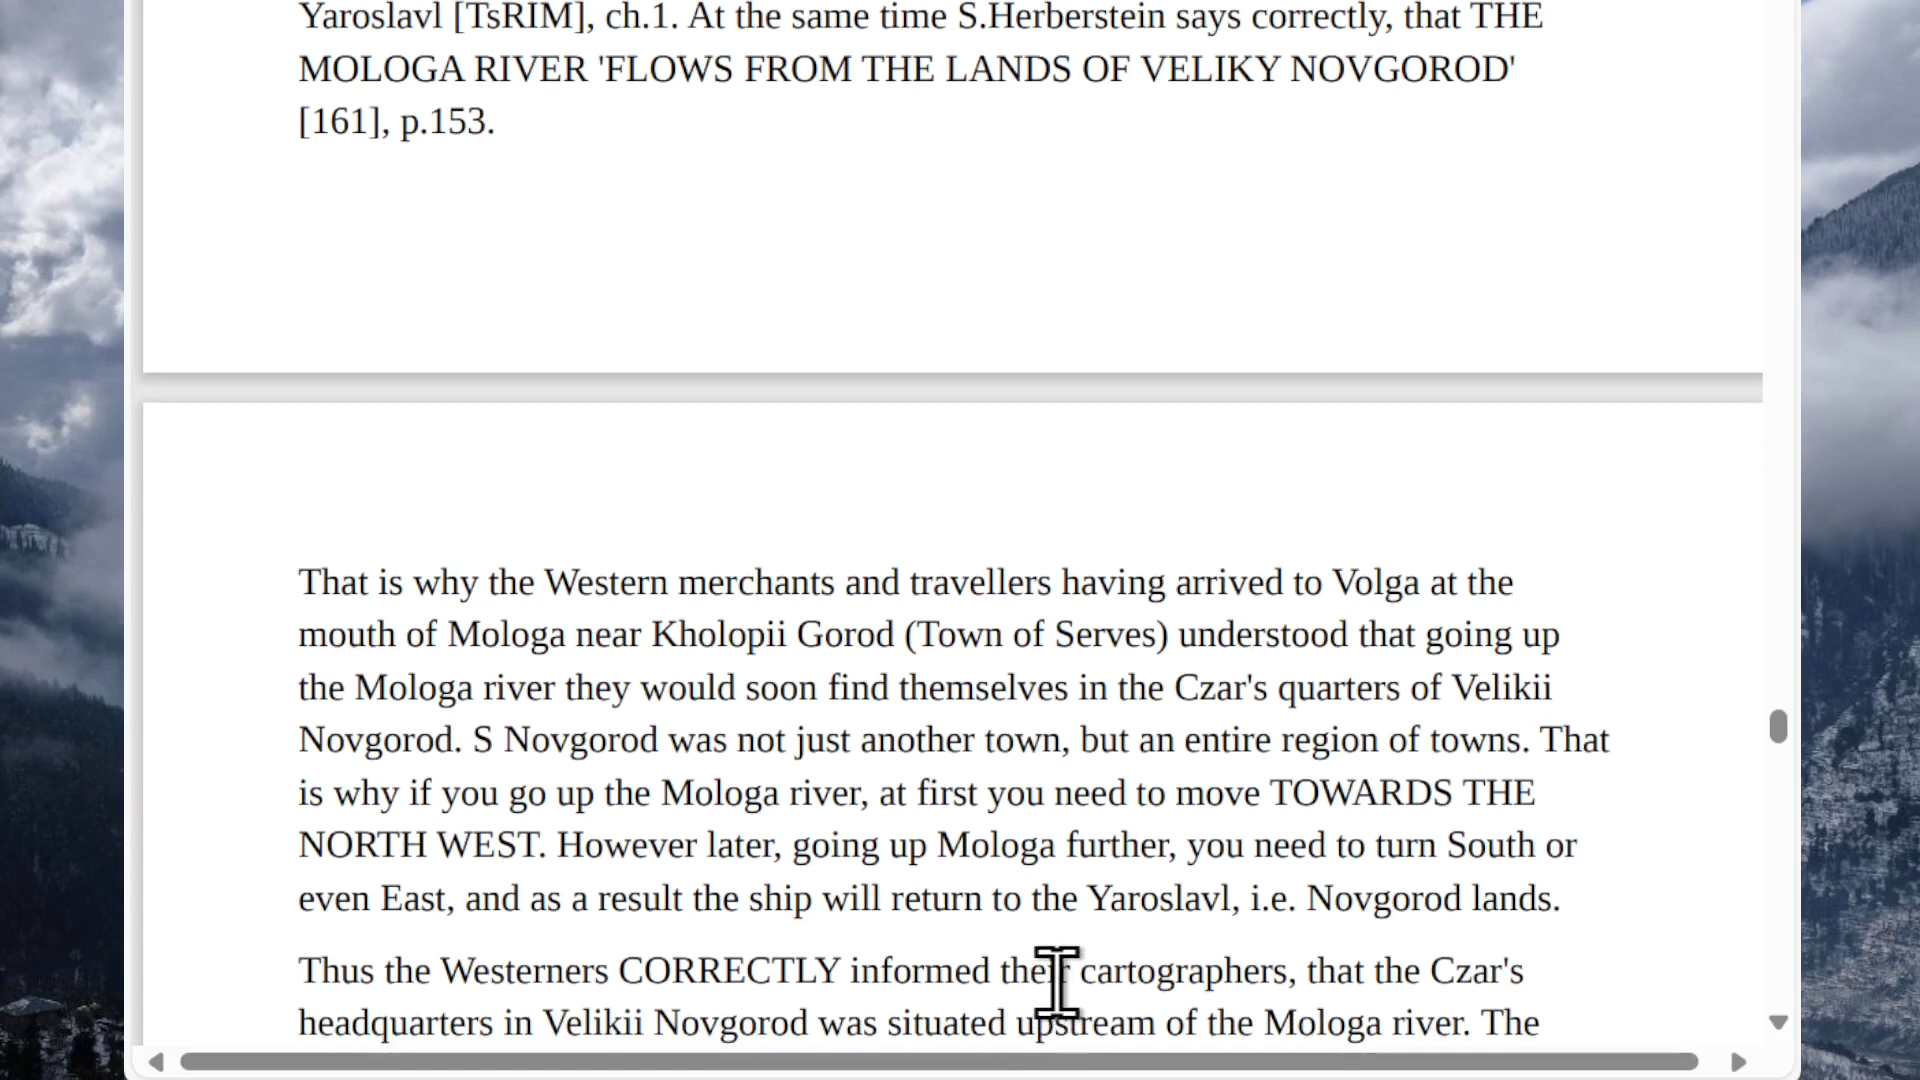 Yaroslavl [TsRIM], ch.1. At the same time S.Herberstein says correctly, that THE
MOLOGA RIVER 'FLOWS FROM THE LANDS OF VELIKY NOVGOROD'
[161], p.153.
That is why the Western merchants and travellers having arrived to Volga at the
mouth of Mologa near Kholopii Gorod (Town of Serves) understood that going up
the Mologa river they would soon find themselves in the Czar's quarters of Velikii
Novgorod. S Novgorod was not just another town, but an entire region of towns. That
is why if you go up the Mologa river, at first you need to move TOWARDS THE
NORTH WEST. However later, going up Mologa further, you need to turn South or
even East, and as a result the ship will return to the Yaroslavl, i.e. Novgorod lands.
Thus the Westerners CORRECTLY informed their cartographers, that the Czar's
headquarters in Velikii Novgorod was situated upstream of the Mologa river. The